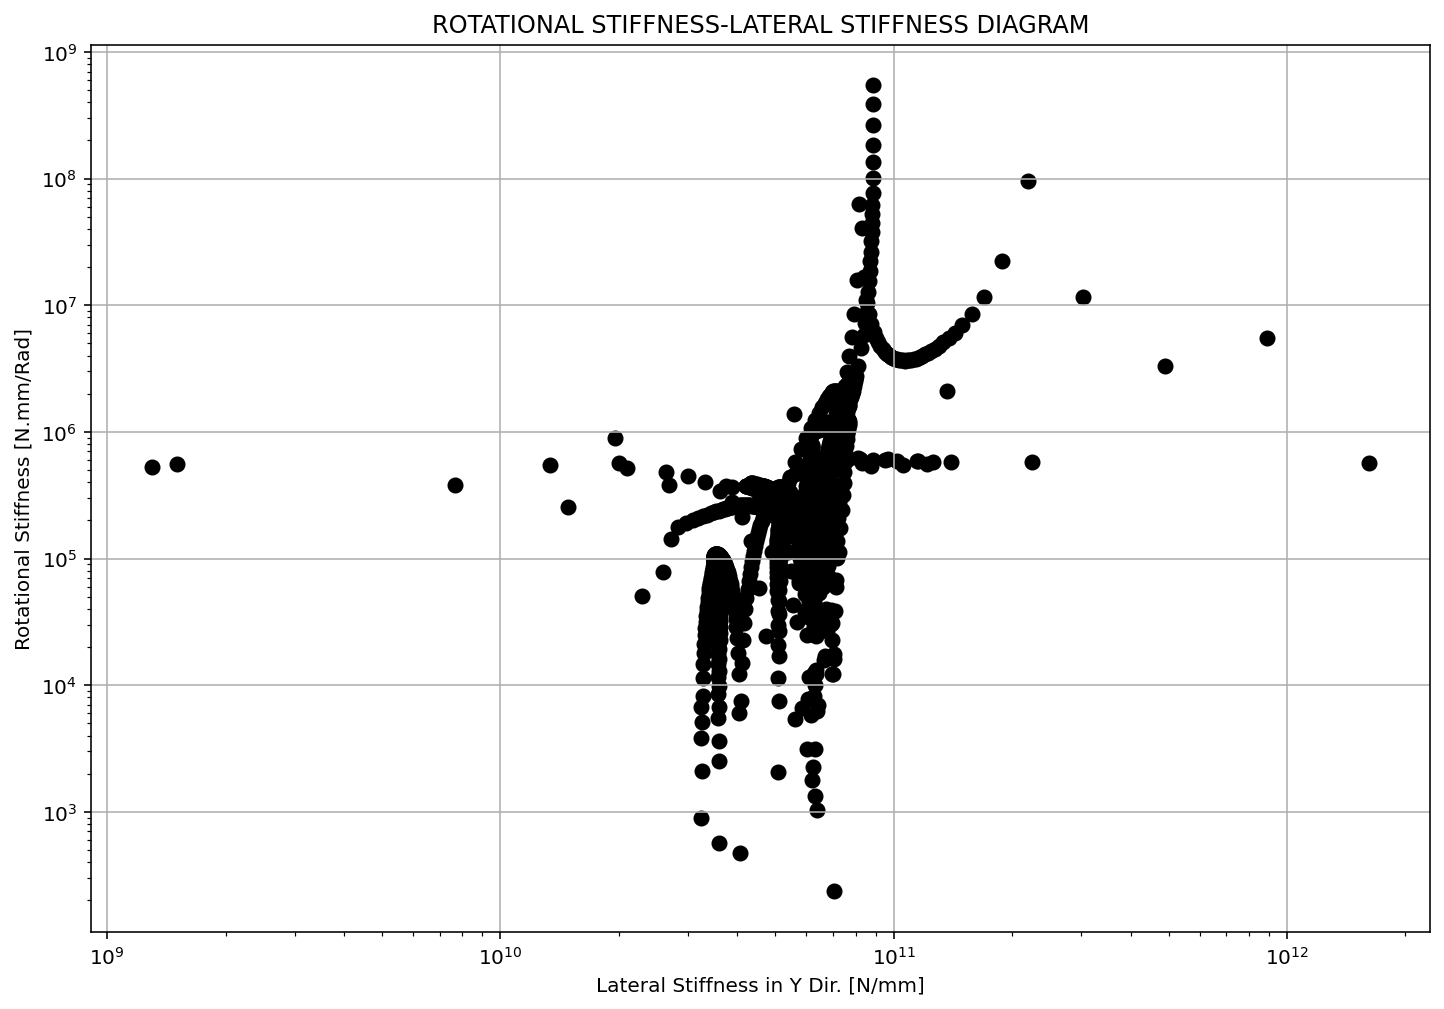 ROTATIONAL STIFFNESS-LATERAL STIFFNESS DIAGRAM
10⁹
10⁸
10⁷
10⁶
10⁵
10⁴
10³
Rotational Stiffness [N.mm/Rad]
10⁹ 10¹⁰ 10¹¹ 10¹²
Lateral Stiffness in Y Dir. [N/mm]